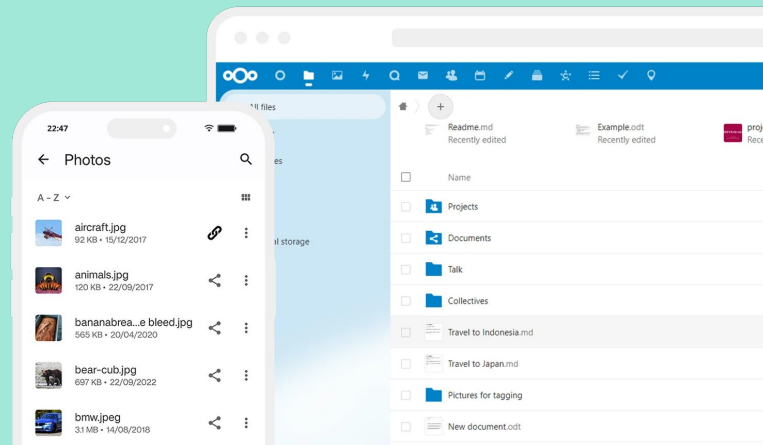 22:47
Photos
A - Z
aircraft.jpg
92 KB • 15/12/2017
animals.jpg
120 KB • 22/09/2017
bananabrea...e bleed.jpg
565 KB • 20/04/2020
bear-cub.jpg
697 KB • 22/09/2022
bmw.jpeg
3.1 MB • 14/08/2018
All files
es
al storage
Readme.md
Recently edited
Example.odt
Recently edited
proj
Rece
Name
Projects
Documents
Talk
Collectives
Travel to Indonesia.md
Travel to Japan.md
Pictures for tagging
New document.odt